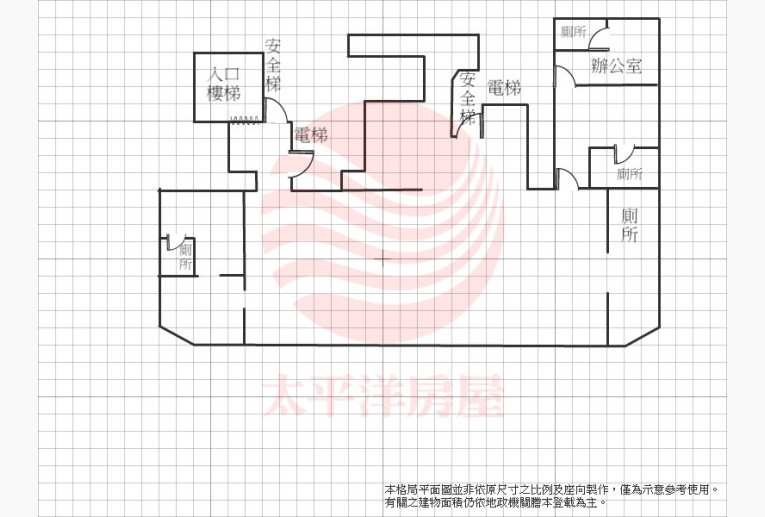 廁所
辦公室
安全梯
入口
樓梯
安全梯
電梯
電梯
廁所
廁所
廁所
太平洋房屋
本格局平面圖並非依原尺寸之比例及座向製作，僅為示意參考使用。
有關之建物面積仍依地政機關謄本登載為主。